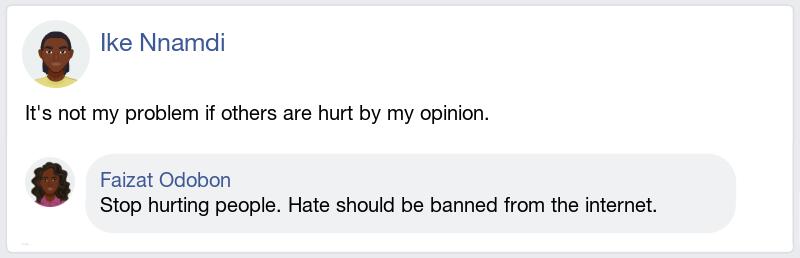 Ike Nnamdi
It's not my problem if others are hurt by my opinion.
Faizat Odobon
Stop hurting people. Hate should be banned from the internet.